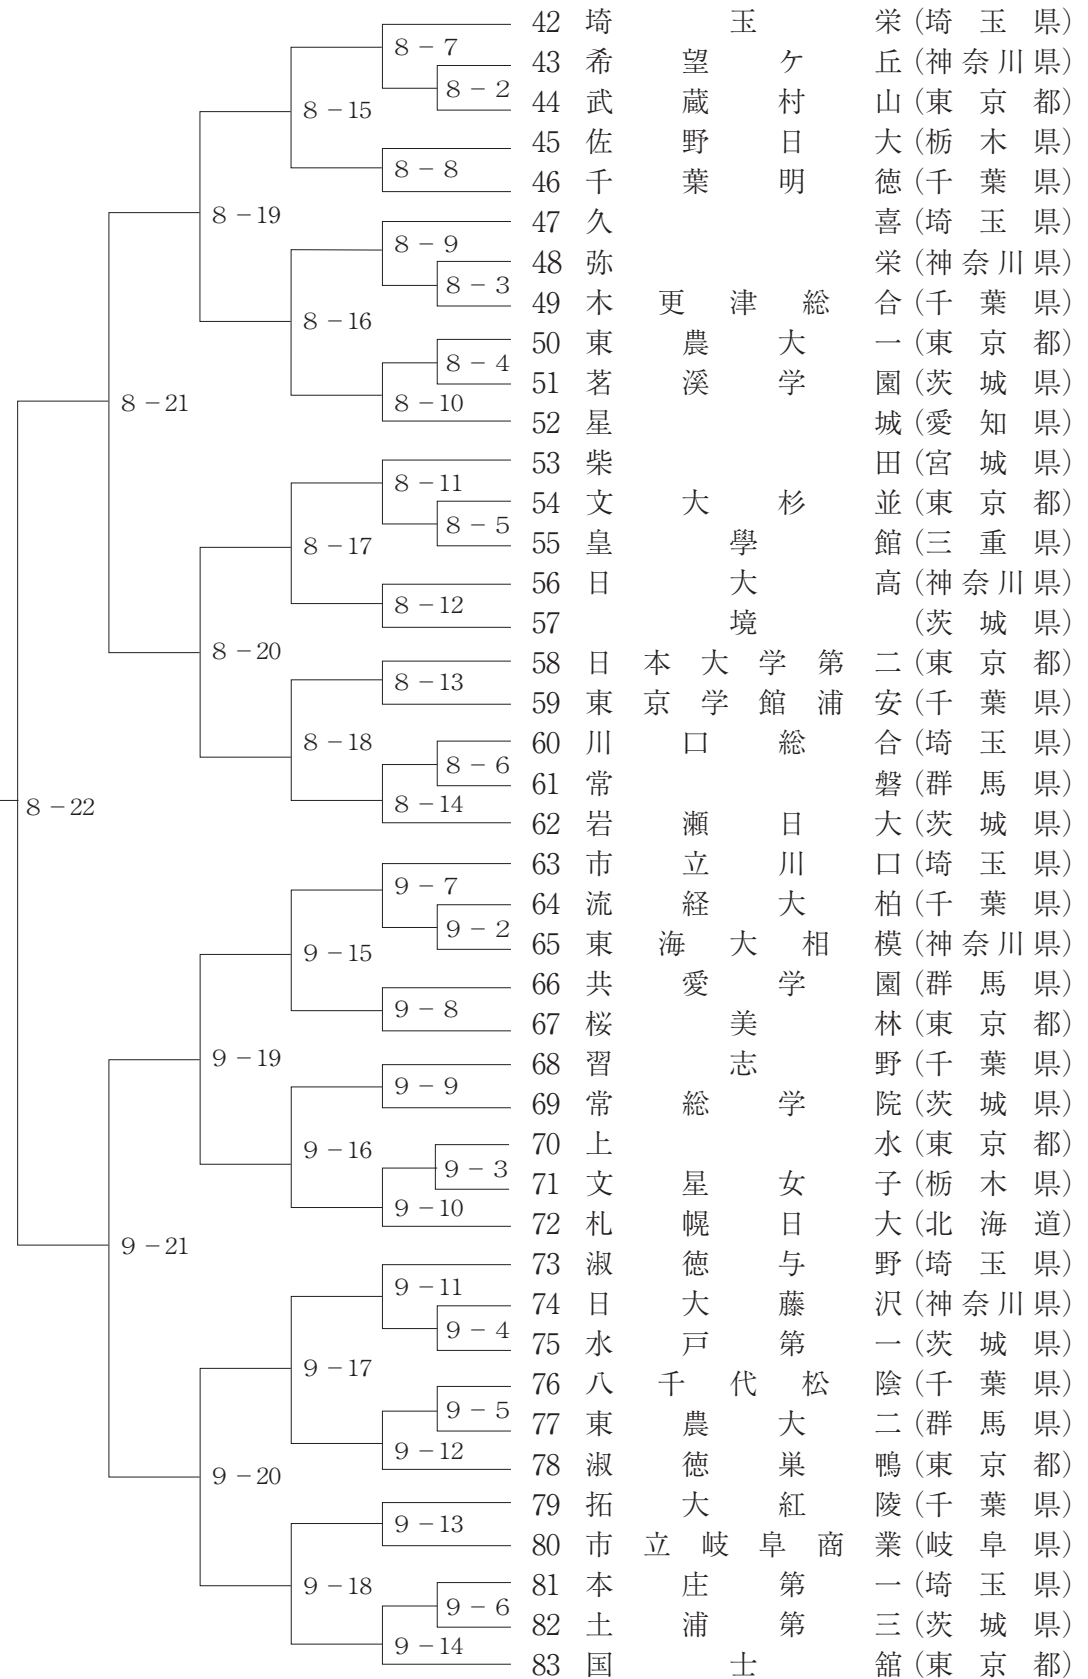 42 埼玉栄(埼玉県)
8-7
43 希望ケ丘(神奈川県)
8-2
44 武蔵村山(東京都)
8-15
45 佐野日大(栃木県)
8-8
46 千葉明徳(千葉県)
8-19
47 久喜(埼玉県)
8-9
48 弥栄(神奈川県)
8-3
49 木更津総合(千葉県)
8-16
50 東農大一(東京都)
8-4
51 茗溪学園(茨城県)
8-10
52 星城(愛知県)
8-21
53 柴田(宮城県)
8-11
54 文大杉並(東京都)
8-5
55 皇學館(三重県)
8-17
56 日大高(神奈川県)
8-12
57 境(茨城県)
8-20
58 日本大学第二(東京都)
8-13
59 東京学館浦安(千葉県)
8-18
60 川口総合(埼玉県)
8-6
61 常磐(群馬県)
8-14
62 岩瀬日大(茨城県)
8-22
63 市立川口(埼玉県)
9-7
64 流経大柏(千葉県)
9-2
65 東海大相模(神奈川県)
9-15
66 共愛学園(群馬県)
9-8
67 桜美林(東京都)
9-19
68 習志野(千葉県)
9-9
69 常総学院(茨城県)
9-16
70 上水(東京都)
9-3
71 文星女子(栃木県)
9-10
72 札幌日大(北海道)
9-21
73 淑徳与野(埼玉県)
9-11
74 日大藤沢(神奈川県)
9-4
75 水戸第一(茨城県)
9-17
76 八千代松陰(千葉県)
9-5
77 東農大二(群馬県)
9-12
78 淑徳巣鴨(東京都)
9-20
79 拓大紅陵(千葉県)
9-13
80 市立岐阜商業(岐阜県)
9-18
81 本庄第一(埼玉県)
9-6
82 土浦第三(茨城県)
9-14
83 国士舘(東京都)